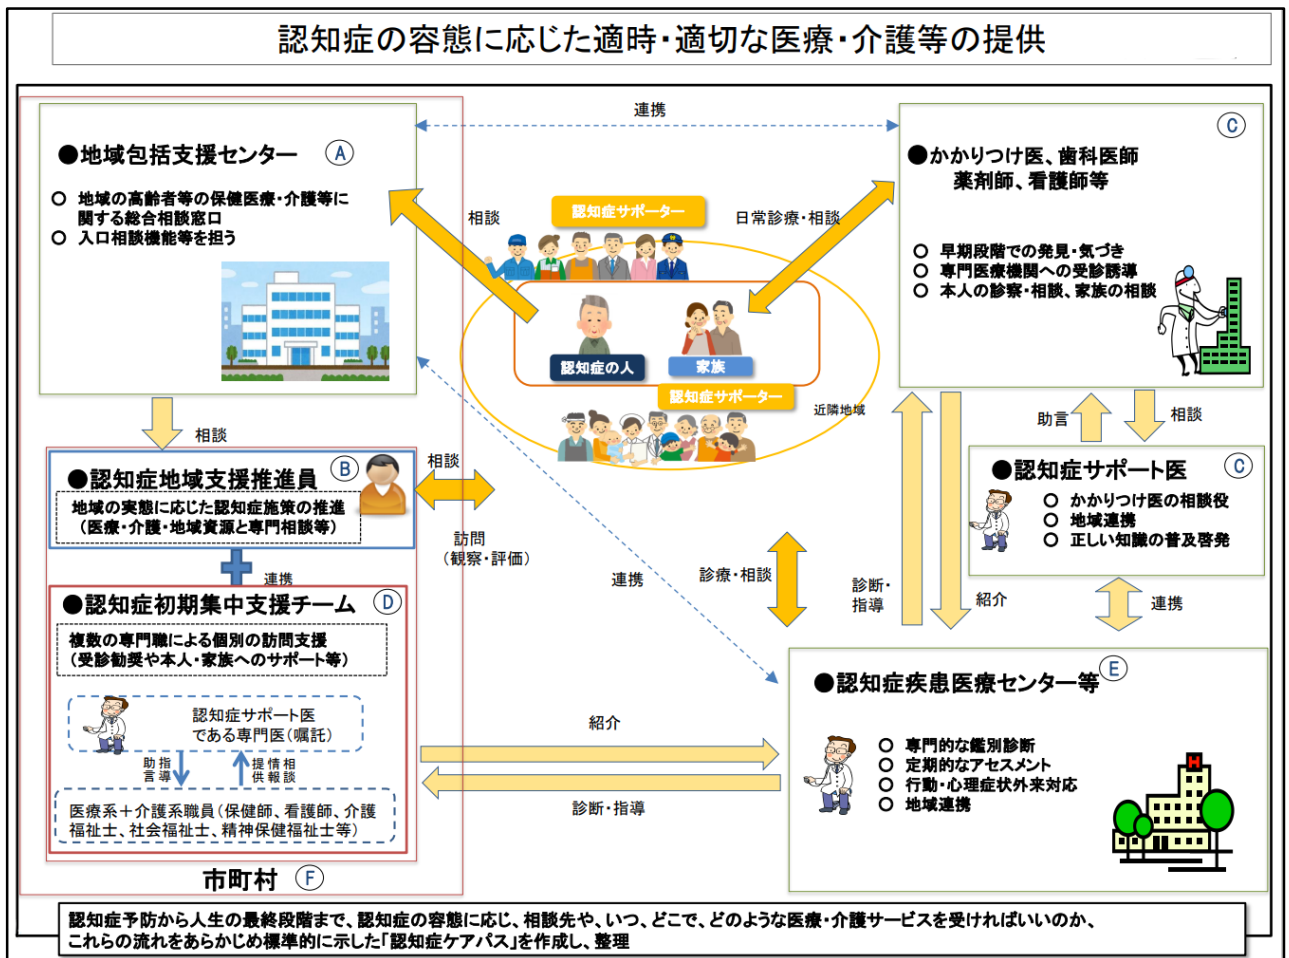 認知症の容態に応じた適時・適切な医療・介護等の提供
●地域包括支援センター A
○ 地域の高齢者等の保健医療・介護等に
関する総合相談窓口
○ 入口相談機能等を担う
連携
相談
認知症サポーター
日常診療・相談
認知症の人
家族
認知症サポーター
近隣地域
C
●かかりつけ医、歯科医師
薬剤師、看護師等
○ 早期段階での発見・気づき
○ 専門医療機関への受診誘導
○ 本人の診察・相談、家族の相談
相談
助言
相談
●認知症地域支援推進員 B
地域の実態に応じた認知症施策の推進
(医療・介護・地域資源と専門相談等)
相談
訪問
(観察・評価)
連携
●認知症サポート医 C
○ かかりつけ医の相談役
○ 地域連携
○ 正しい知識の普及啓発
連携
診療・相談
診断・
指導
紹介
連携
●認知症初期集中支援チーム D
複数の専門職による個別の訪問支援
(受診勧奨や本人・家族へのサポート等)
認知症サポート医
である専門医(嘱託)
助言
指導
提供
情報
相談
医療系+介護系職員(保健師、看護師、介護
福祉士、社会福祉士、精神保健福祉士等)
市町村 F
紹介
診断・指導
●認知症疾患医療センター等 E
○ 専門的な鑑別診断
○ 定期的なアセスメント
○ 行動・心理症状外来対応
○ 地域連携
H
認知症予防から人生の最終段階まで、認知症の容態に応じ、相談先や、いつ、どこで、どのような医療・介護サービスを受ければいいのか、
これらの流れをあらかじめ標準的に示した「認知症ケアパス」を作成し、整理